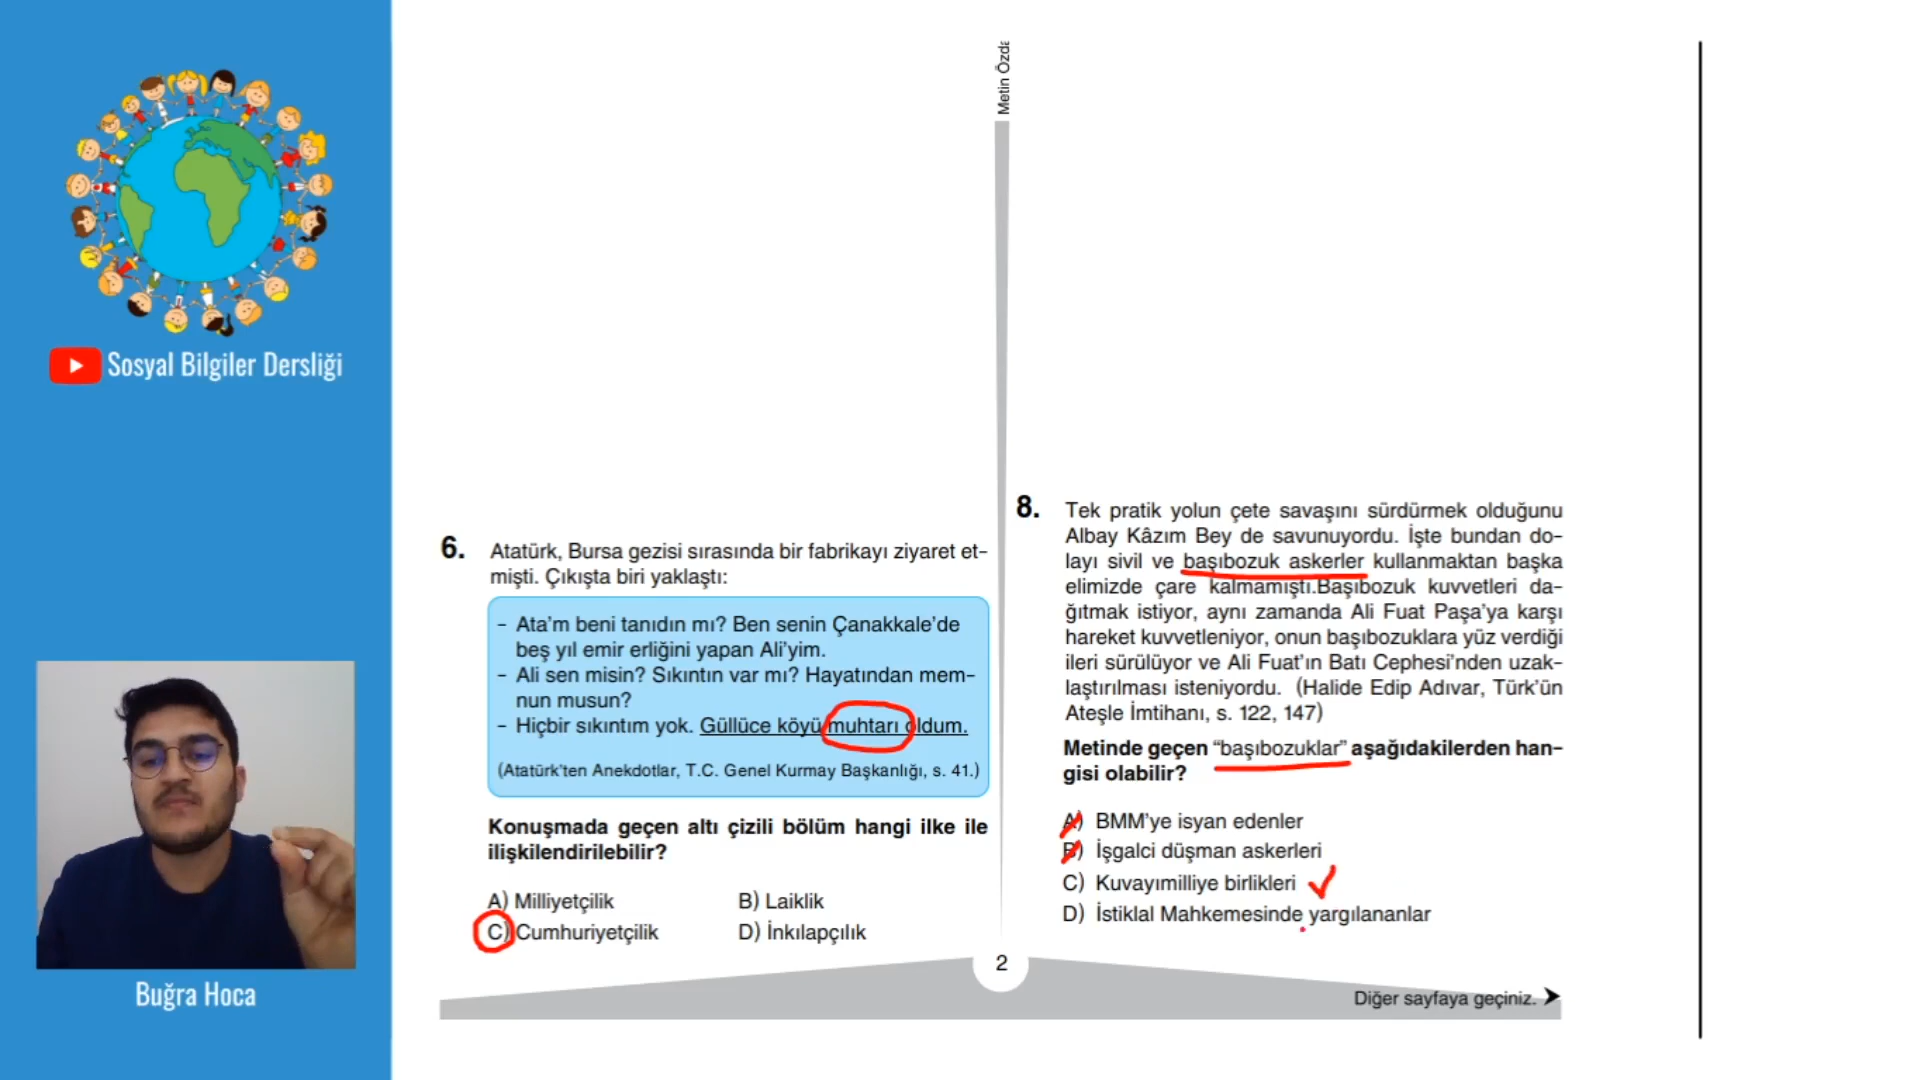 Sosyal Bilgiler Dersliği
Buğra Hoca
Metin Özda
6.
Atatürk, Bursa gezisi sırasında bir fabrikayı ziyaret et-
mişti. Çıkışta biri yaklaştı:
- Ata'm beni tanıdın mı? Ben senin Çanakkale'de
beş yıl emir erliğini yapan Ali'yim.
- Ali sen misin? Sıkıntın var mı? Hayatından mem-
nun musun?
- Hiçbir sıkıntım yok. Güllüce köyü muhtarı oldum.
(Atatürk'ten Anekdotlar, T.C. Genel Kurmay Başkanlığı, s. 41.)
Konuşmada geçen altı çizili bölüm hangi ilke ile
ilişkilendirilebilir?
A) Milliyetçilik B) Laiklik
C) Cumhuriyetçilik D) İnkılapçılık
8.
Tek pratik yolun çete savaşını sürdürmek olduğunu
Albay Kâzım Bey de savunuyordu. İşte bundan do-
layı sivil ve başıbozuk askerler kullanmaktan başka
elimizde çare kalmamıştı.Başıbozuk kuvvetleri da-
ğıtmak istiyor, aynı zamanda Ali Fuat Paşa'ya karşı
hareket kuvvetleniyor, onun başıbozuklara yüz verdiği
ileri sürülüyor ve Ali Fuat'ın Batı Cephesi'nden uzak-
laştırılması isteniyordu. (Halide Edip Adıvar, Türk'ün
Ateşle İmtihanı, s. 122, 147)
Metinde geçen "başıbozuklar" aşağıdakilerden han-
gisi olabilir?
A) BMM'ye isyan edenler
B) İşgalci düşman askerleri
C) Kuvayımilliye birlikleri
D) İstiklal Mahkemesinde yargılananlar
2
Diğer sayfaya geçiniz.